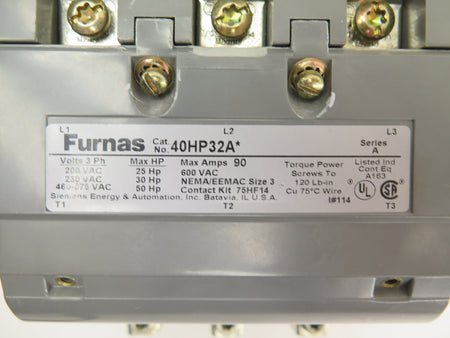 L1 L2 L3
Furnas Cat. No. 40HP32A* Series A
Volts 3 Ph Max HP Max Amps 90 Torque Power Listed Ind
200 VAC 25 Hp 600 VAC Screws To Cont Eq
230 VAC 30 Hp NEMA/EEMAC Size 3 120 Lb-in A163
460-575 VAC 50 Hp Contact Kit 75HF14 Cu 75°C Wire UL SA
Siemens Energy & Automation, Inc. Batavia, IL U.S.A. I#114
T1 T2 T3